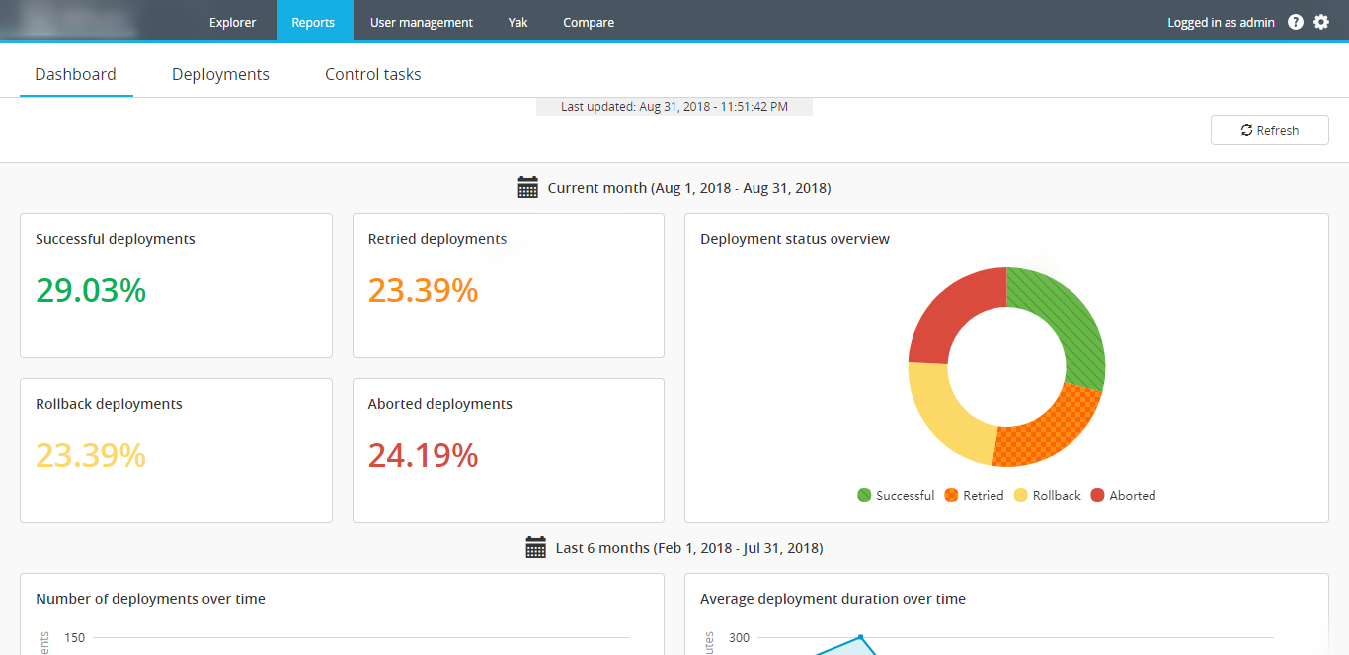 Explorer Reports User management Yak Compare Logged in as admin ?
Dashboard Deployments Control tasks
Last updated: Aug 31, 2018 - 11:51:42 PM
Refresh
Current month (Aug 1, 2018 - Aug 31, 2018)
Successful deployments
29.03%
Retried deployments
23.39%
Deployment status overview
Rollback deployments
23.39%
Aborted deployments
24.19%
Successful Retried Rollback Aborted
Last 6 months (Feb 1, 2018 - Jul 31, 2018)
Number of deployments over time
150
Average deployment duration over time
300